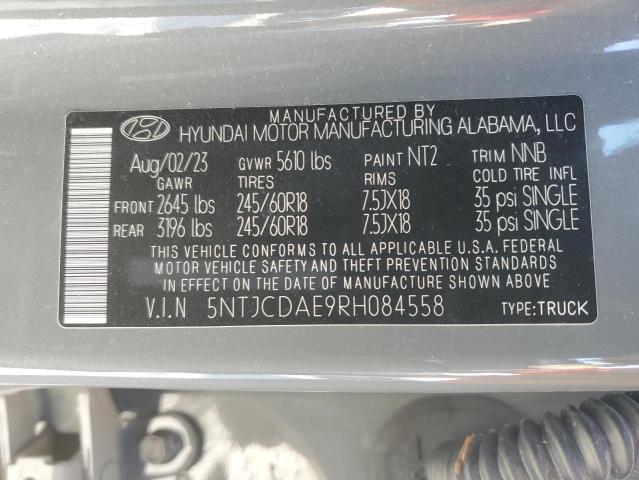 MANUFACTURED BY
HYUNDAI MOTOR MANUFACTURING ALABAMA, LLC
Aug/02/23 GVWR 5610 lbs PAINT NT2 TRIM NNB
GAWR TIRES RIMS COLD TIRE INFL
FRONT 2645 lbs 245/60R18 7.5JX18 35 psi SINGLE
REAR 3196 lbs 245/60R18 7.5JX18 35 psi SINGLE
THIS VEHICLE CONFORMS TO ALL APPLICABLE U.S.A. FEDERAL
MOTOR VEHICLE SAFETY AND THEFT PREVENTION STANDARDS
IN EFFECT ON THE DATE OF MANUFACTURE SHOWN ABOVE.
V.I.N 5NTJCDAE9RH084558 TYPE:TRUCK